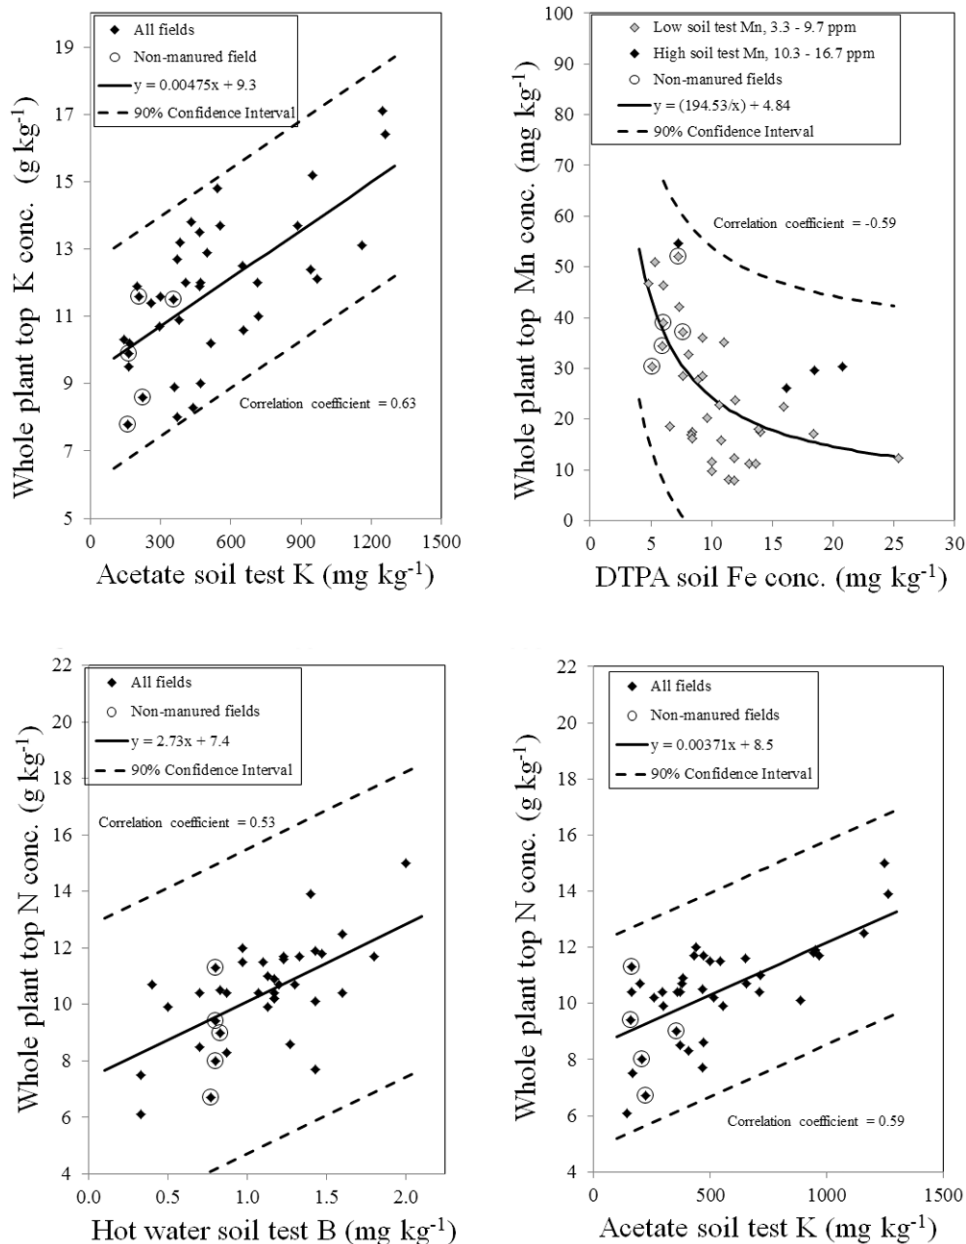 All fields
Non-manured field
y = 0.00475x + 9.3
90% Confidence Interval
Correlation coefficient = 0.63
19
17
15
13
11
9
7
5
0
300
600
900
1200
1500
Whole plant top K conc. (g kg-1)
Acetate soil test K (mg kg-1)
Low soil test Mn, 3.3 - 9.7 ppm
High soil test Mn, 10.3 - 16.7 ppm
Non-manured fields
y = (194.53/x) + 4.84
90% Confidence Interval
Correlation coefficient = -0.59
100
90
80
70
60
50
40
30
20
10
0
0
5
10
15
20
25
30
Whole plant top Mn conc. (mg kg-1)
DTPA soil Fe conc. (mg kg-1)
All fields
Non-manured fields
y = 2.73x + 7.4
90% Confidence Interval
Correlation coefficient = 0.53
22
20
18
16
14
12
10
8
6
4
0.0
0.5
1.0
1.5
2.0
Whole plant top N conc. (g kg-1)
Hot water soil test B (mg kg-1)
All fields
Non-manured fields
y = 0.00371x + 8.5
90% Confidence Interval
Correlation coefficient = 0.59
22
20
18
16
14
12
10
8
6
4
0
500
1000
1500
Whole plant top N conc. (g kg-1)
Acetate soil test K (mg kg-1)